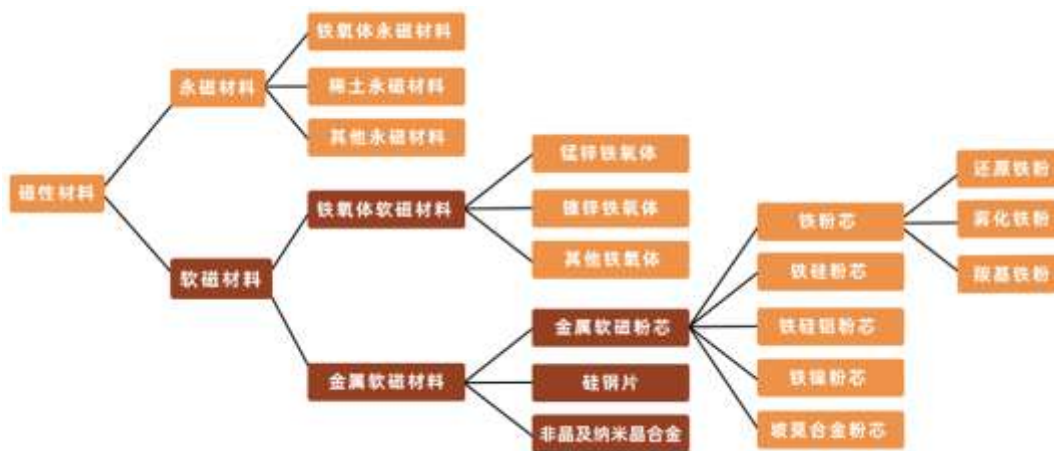 磁性材料
永磁材料
铁氧体永磁材料
稀土永磁材料
其他永磁材料
软磁材料
铁氧体软磁材料
锰锌铁氧体
镍锌铁氧体
其他铁氧体
金属软磁材料
金属软磁粉芯
铁粉芯
还原铁粉
雾化铁粉
羰基铁粉
铁硅粉芯
铁硅铝粉芯
铁镍粉芯
坡莫合金粉芯
硅钢片
非晶及纳米晶合金